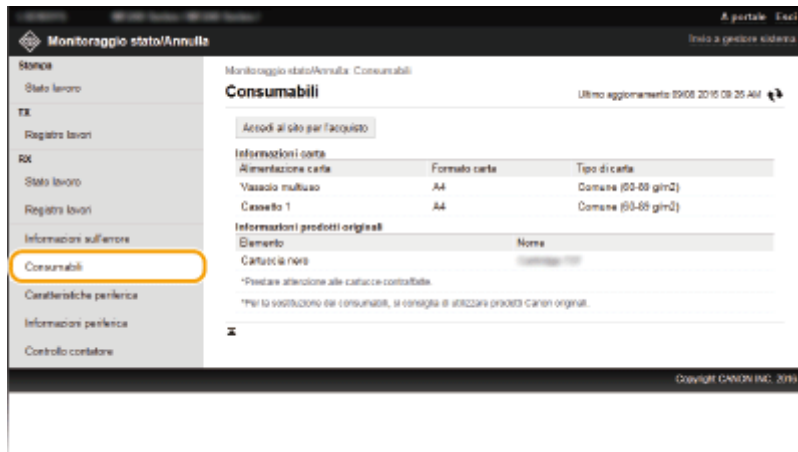 A portale Esci
Monitoraggio stato/Annulla
Invio a gestore sistema
Stampa
Stato lavoro
TX
Registro lavori
RX
Stato lavoro
Registro lavori
Informazioni sull'errore
Consumabili
Caratteristiche periferica
Informazioni periferica
Controllo contatore
Monitoraggio stato/Annulla: Consumabili
Consumabili
Ultimo aggiornamento 2016 AM
Accedi al sito per l'acquisto
Informazioni carta
Alimentazione carta Formato carta Tipo di carta
Vassoio multiuso A4 Comune (60-89 g/m2)
Cassetto 1 A4 Comune (60-89 g/m2)
Informazioni prodotti originali
Elemento Nome
Cartuccia nero
*Prestare attenzione alle cartucce contraffatte.
*Per la sostituzione dei consumabili, si consiglia di utilizzare prodotti Canon originali.
Copyright CANON INC. 2016